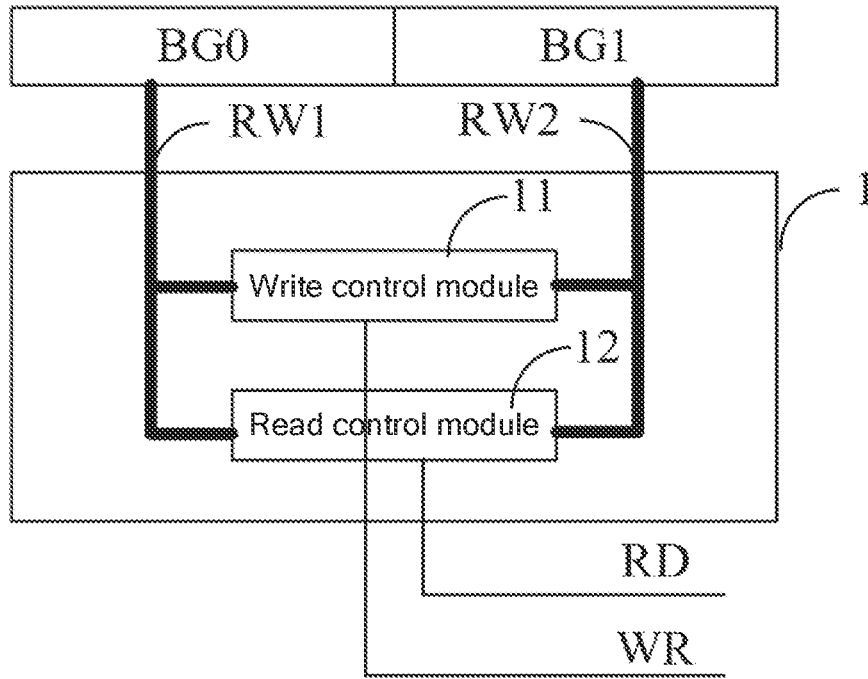 BG0 BG1
RW1 RW2
1
11
Write control module
12
Read control module
RD
WR